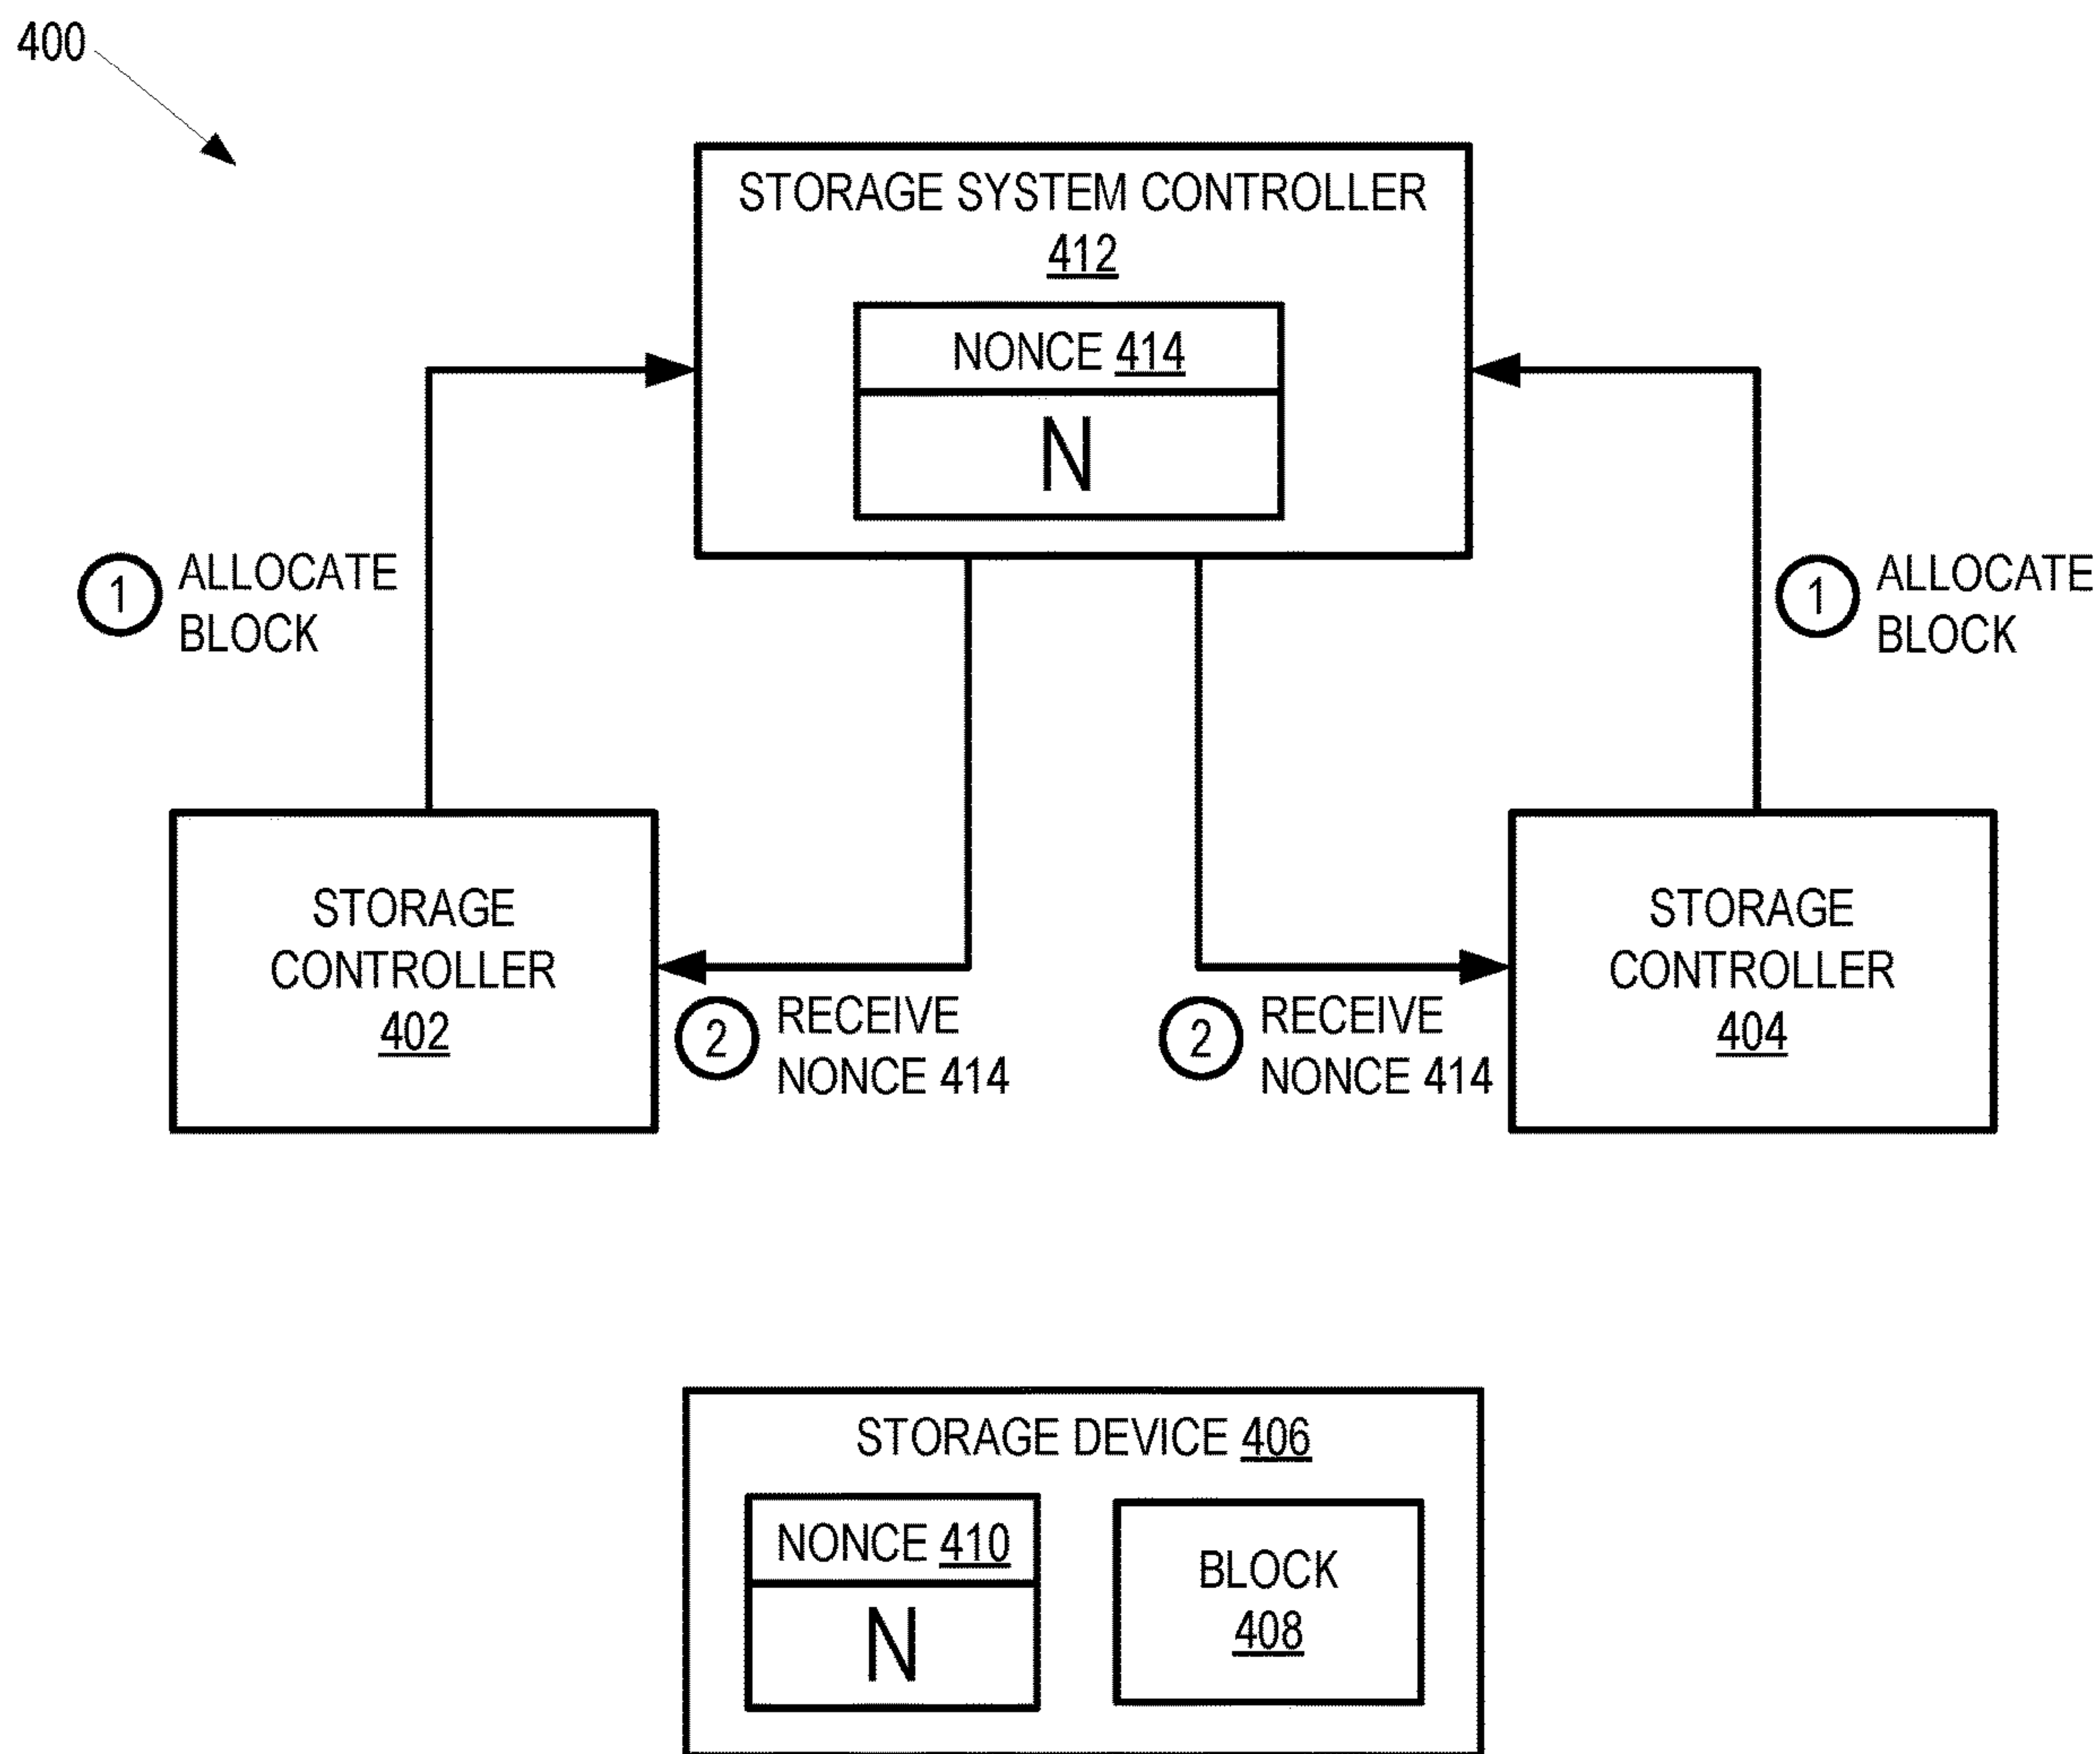 400
STORAGE SYSTEM CONTROLLER
412
NONCE 414
N
1
ALLOCATE
BLOCK
1
ALLOCATE
BLOCK
STORAGE
CONTROLLER
402
2
RECEIVE
NONCE 414
2
RECEIVE
NONCE 414
STORAGE
CONTROLLER
404
STORAGE DEVICE 406
NONCE 410
N
BLOCK
408